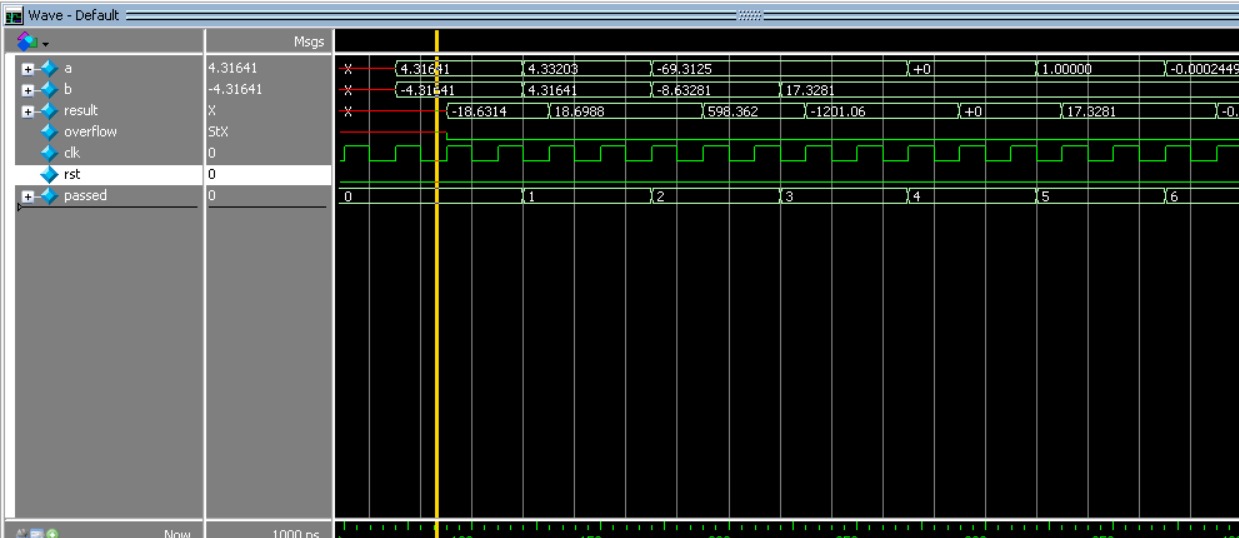 Wave - Default
Msgs
a 4.31641 X 4.31641 4.33203 -69.3125 +0 1.00000 -0.0002449
b -4.31641 X -4.31641 4.31641 -8.63281 17.3281
result X X -18.6314 18.6988 598.362 -1201.06 +0 17.3281 -0.
overflow StX
clk 0
rst 0
passed 0 0 1 2 3 4 5 6
Now 1000 ps